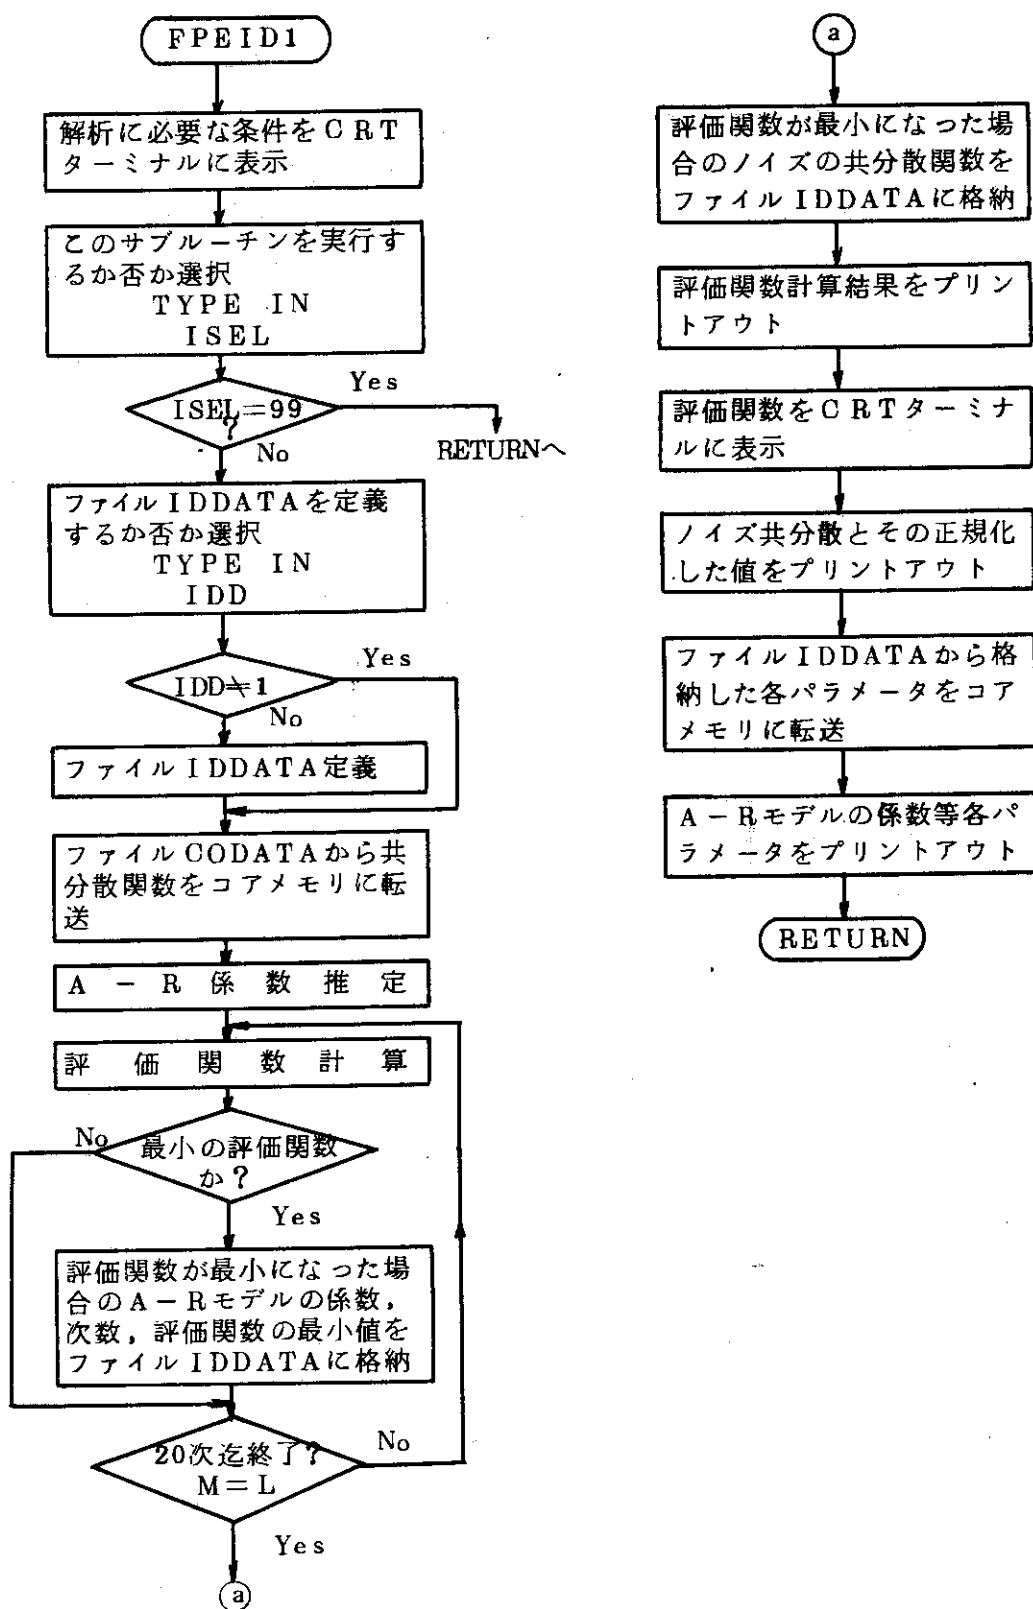 FPEID1
解析に必要な条件をCRT
ターミナルに表示
このサブルーチンを実行す
るか否か選択
TYPE IN
ISEL
ISEL=99
?
Yes
No
RETURNへ
ファイルIDDATAを定義
するか否か選択
TYPE IN
IDD
IDD≠1
Yes
No
ファイルIDDATA定義
ファイルCODATAから共
分散関数をコアメモリに転
送
A-R係数推定
評価関数計算
No
最小の評価関数
か?
Yes
評価関数が最小になった場
合のA-Rモデルの係数,
次数,評価関数の最小値を
ファイルIDDATAに格納
20次迄終了?
M=L
No
Yes
a
a
評価関数が最小になった場
合のノイズの共分散関数を
ファイルIDDATAに格納
評価関数計算結果をプリン
トアウト
評価関数をCRTターミナ
ルに表示
ノイズ共分散とその正規化
した値をプリントアウト
ファイルIDDATAから格
納した各パラメータをコア
メモリに転送
A-Rモデルの係数等各パ
ラメータをプリントアウト
RETURN